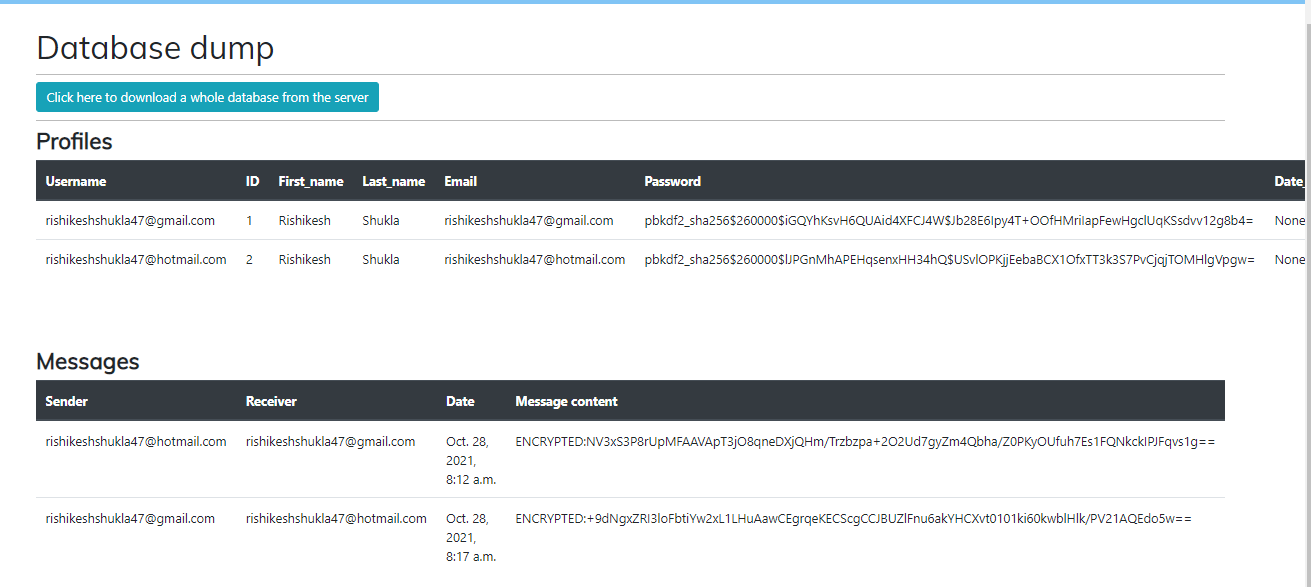 Database dump
Click here to download a whole database from the server
Profiles
Username ID First_name Last_name Email Password Date_
rishikeshshukla47@gmail.com 1 Rishikesh Shukla rishikeshshukla47@gmail.com pbkdf2_sha256$260000$iGQYhKsvH6QUAid4XFCJ4W$Jb28E6Ipy4T+OOfHMriIapFewHgclUqKSsdvv12g8b4= None
rishikeshshukla47@hotmail.com 2 Rishikesh Shukla rishikeshshukla47@hotmail.com pbkdf2_sha256$260000$lJPGnMhAPEHqsenxHH34hQ$USvlOPKjjEebaBCX1OfxTT3k3S7PvCjqjTOMHlgVpgw= None
Messages
Sender Receiver Date Message content
rishikeshshukla47@hotmail.com rishikeshshukla47@gmail.com Oct. 28, ENCRYPTED:NV3xS3P8rUpMFAAVApT3jO8qneDXjQHm/Trzbzpa+2O2Ud7gyZm4Qbha/Z0PKyOUfuh7Es1FQNkckIPJFqvs1g==
2021,
8:12 a.m.
rishikeshshukla47@gmail.com rishikeshshukla47@hotmail.com Oct. 28, ENCRYPTED:+9dNgxZRI3loFbtiYw2xL1LHuAawCEgrqeKECScgCCJBUZlFnu6akYHCXvt0101ki60kwblHlk/PV21AQEdo5w==
2021,
8:17 a.m.